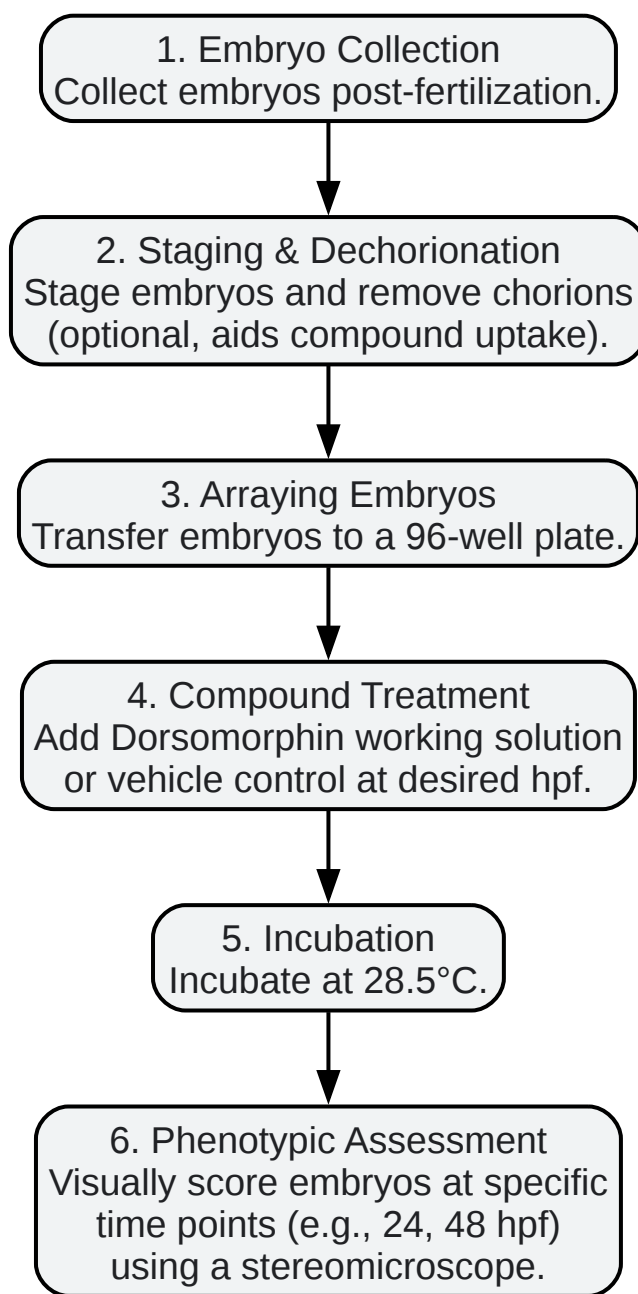 1. Embryo Collection
Collect embryos post-fertilization.
2. Staging & Dechorionation
Stage embryos and remove chorions
(optional, aids compound uptake).
3. Arraying Embryos
Transfer embryos to a 96-well plate.
4. Compound Treatment
Add Dorsomorphin working solution
or vehicle control at desired hpf.
5. Incubation
Incubate at 28.5°C.
6. Phenotypic Assessment
Visually score embryos at specific
time points (e.g., 24, 48 hpf)
using a stereomicroscope.